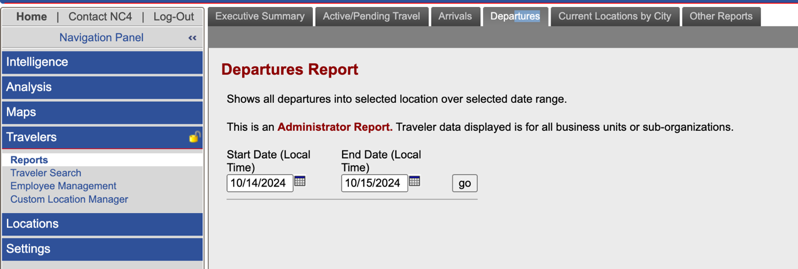 Home | Contact NC4 | Log-Out
Executive Summary
Active/Pending Travel
Arrivals
Departures
Current Locations by City
Other Reports
Navigation Panel <<
Intelligence
Analysis
Maps
Travelers
Reports
Traveler Search
Employee Management
Custom Location Manager
Locations
Settings
Departures Report
Shows all departures into selected location over selected date range.
This is an Administrator Report. Traveler data displayed is for all business units or sub-organizations.
Start Date (Local
Time)
10/14/2024
End Date (Local
Time)
10/15/2024
go